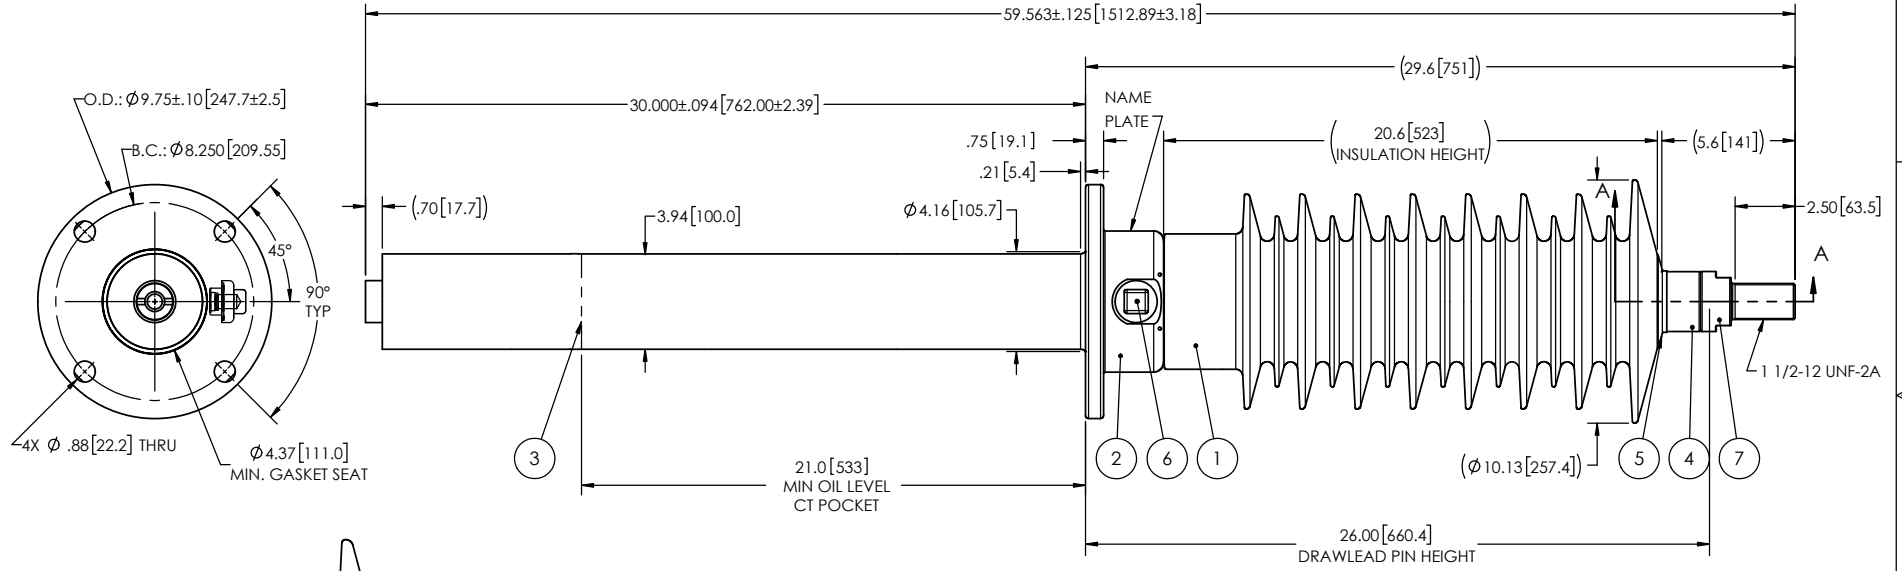 59.563±.125[1512.89±3.18]
(29.6[751])
O.D.: Ø9.75±.10[247.7±2.5]
30.000±.094[762.00±2.39]
NAME
PLATE
B.C.: Ø8.250[209.55]
.75[19.1]
20.6[523]
(INSULATION HEIGHT)
(5.6[141])
.21[5.4]
(.70[17.7])
3.94[100.0]
Ø4.16[105.7]
A
2.50[63.5]
45°
A
90°
TYP
1 1/2-12 UNF-2A
4X Ø .88[22.2] THRU
Ø4.37[111.0]
MIN. GASKET SEAT
3
21.0[533]
MIN OIL LEVEL
CT POCKET
2
6
1
(Ø10.13[257.4])
5
4
7
26.00[660.4]
DRAWLEAD PIN HEIGHT